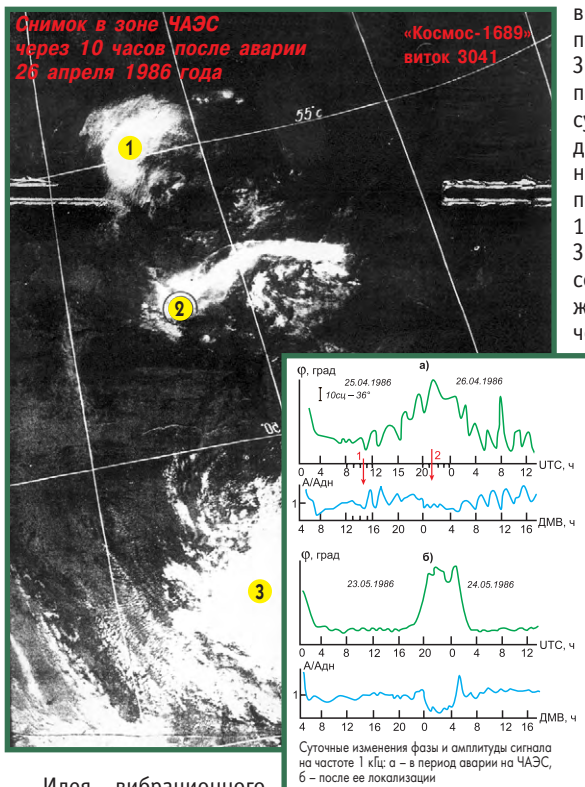 Снимок в зоне ЧАЭС
через 10 часов после аварии
26 апреля 1986 года
«Космос-1689»
виток 3041
55°с
1
2
3
φ, град
а)
25.04.1986
26.04.1986
10сц – 36°
1
2
0 4 8 12 16 20 0 4 8 12
UTC, ч
А/Адн
1
4 8 12 16 20 0 4 8 12 16
ДМВ, ч
φ, град
б)
23.05.1986
24.05.1986
0 4 8 12 16 20 0 4 8 12
UTC, ч
А/Адн
1
4 8 12 16 20 0 4 8 12 16
ДМВ, ч
Суточные изменения фазы и амплитуды сигнала
на частоте 1 кГц: а – в период аварии на ЧАЭС,
б – после ее локализации
Идея вибрационного